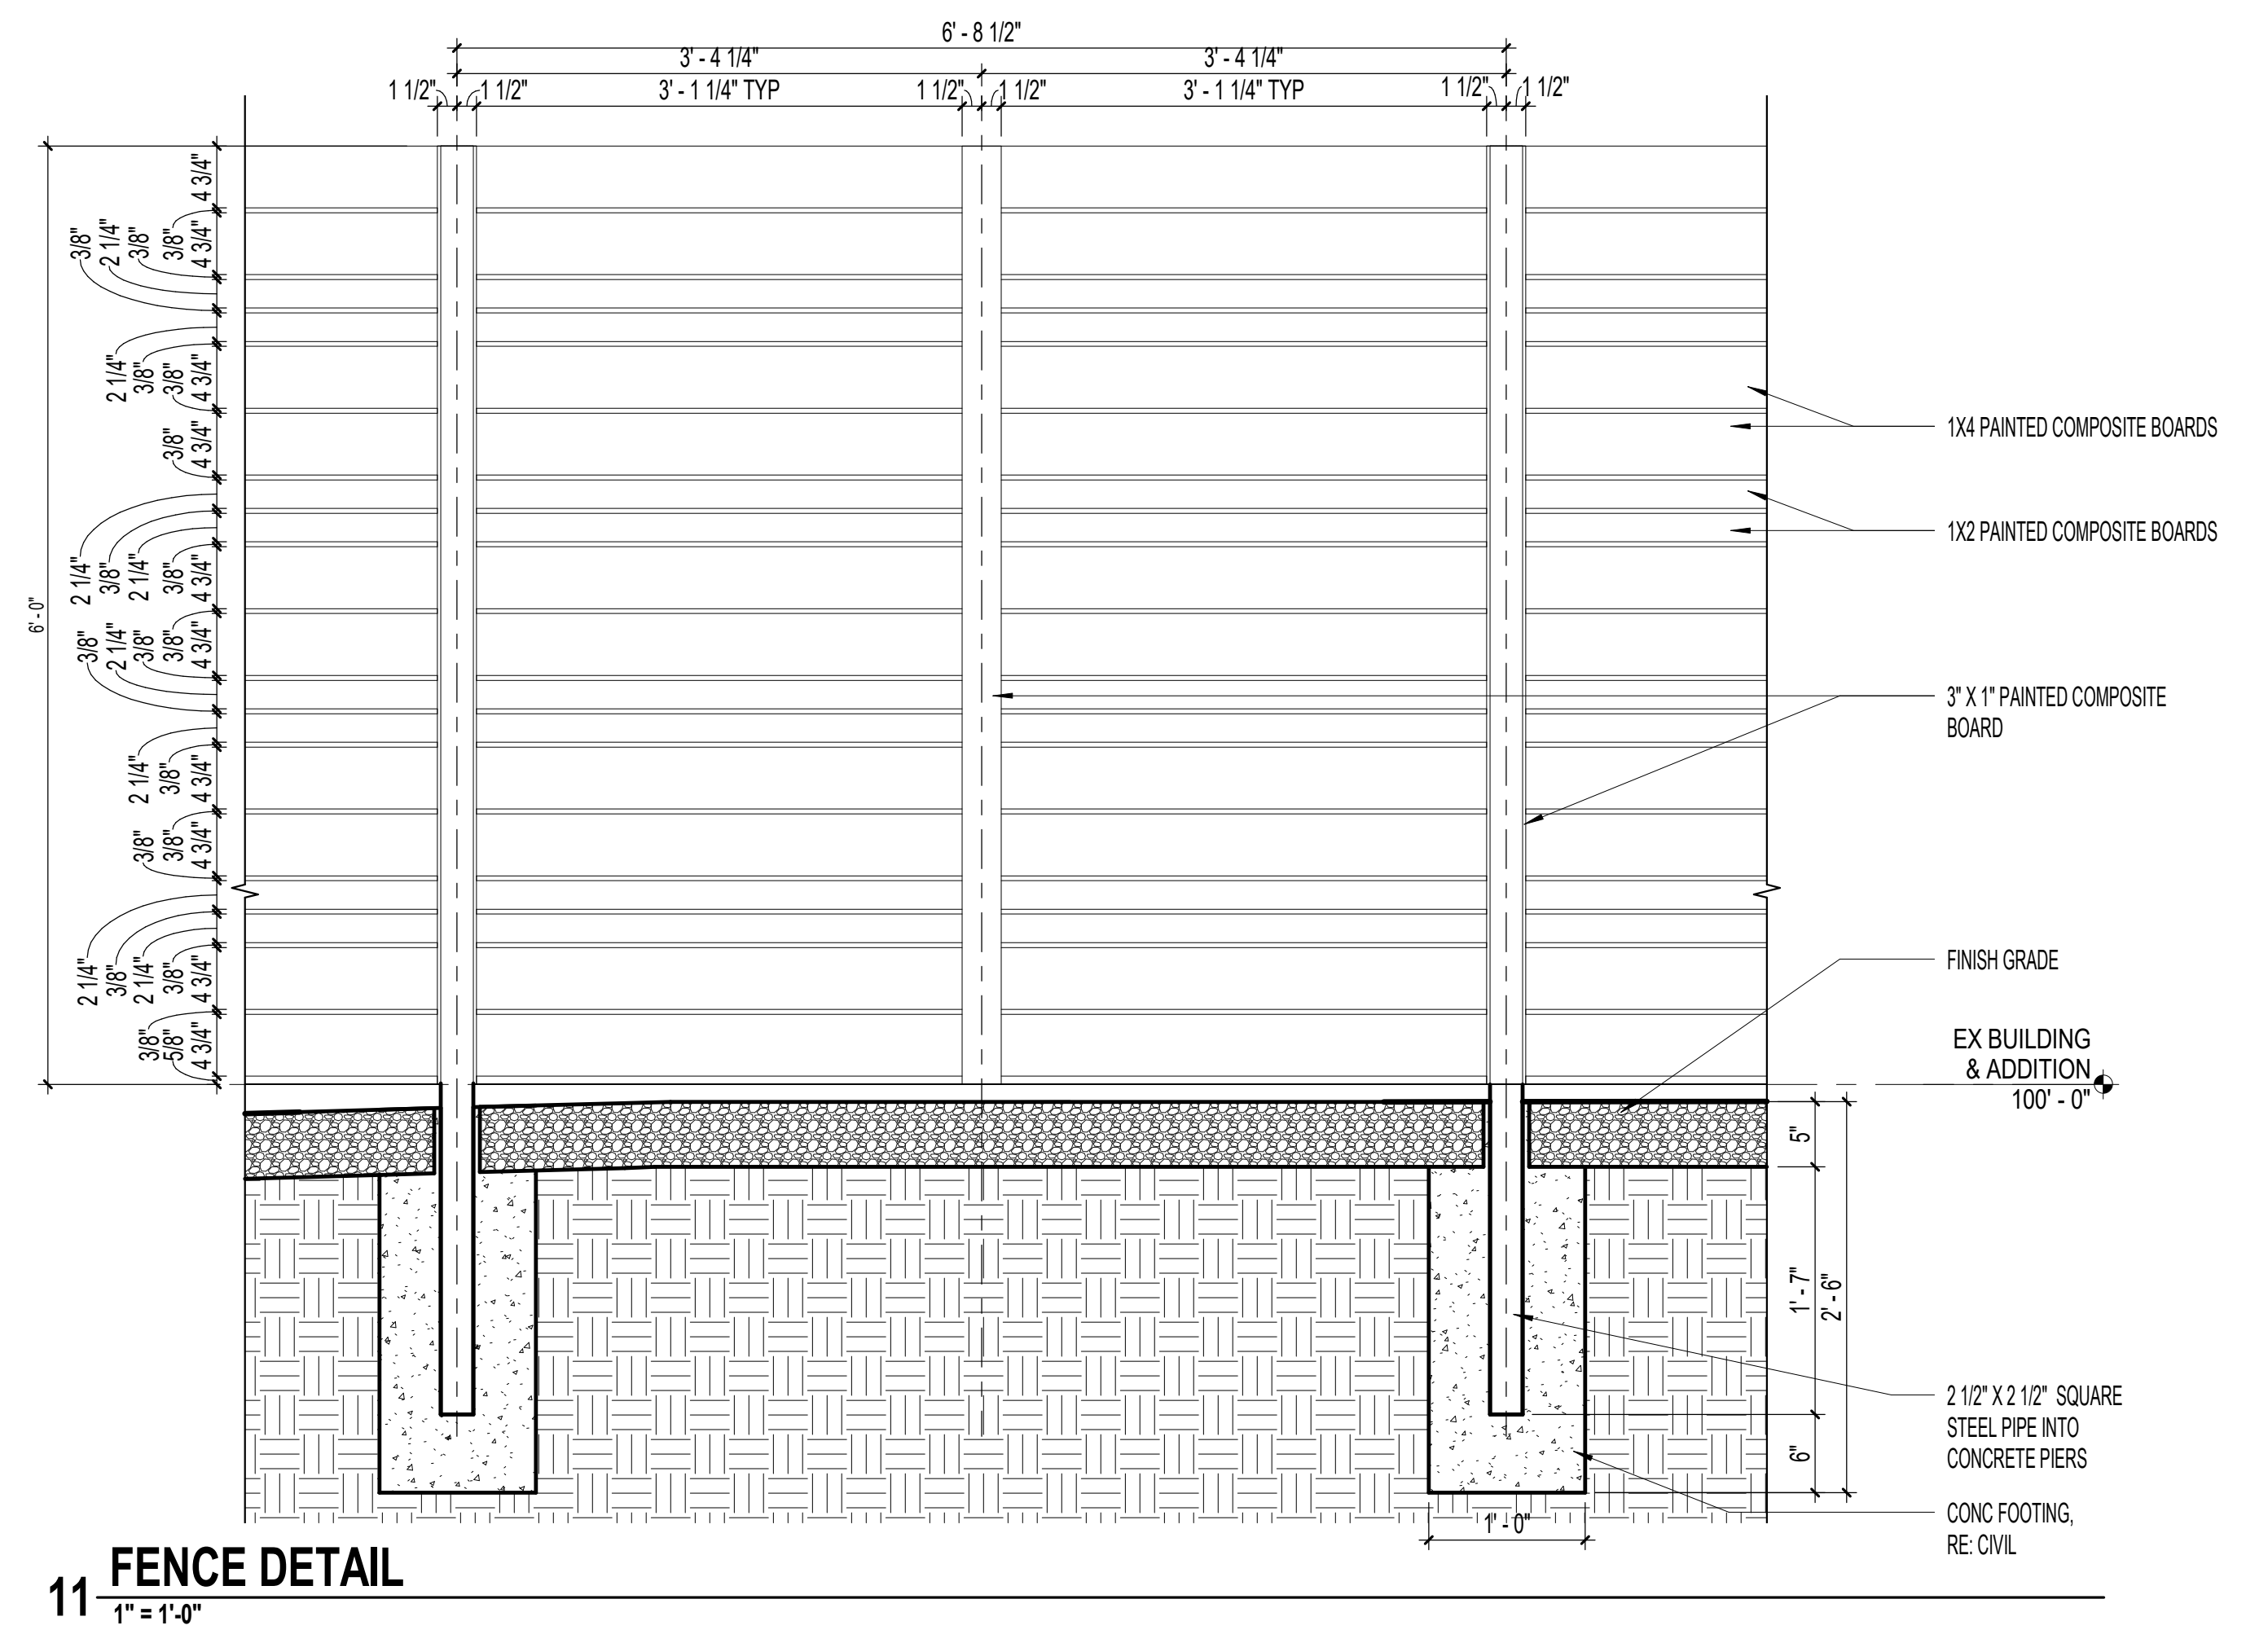 6' - 8 1/2"
3' - 4 1/4" 3' - 4 1/4"
1 1/2" 1 1/2" 3' - 1 1/4" TYP 1 1/2" 1 1/2" 3' - 1 1/4" TYP 1 1/2" 1 1/2"
6' - 0"
4 3/4"
3/8" 2 1/4" 3/8" 3/8" 4 3/4"
2 1/4" 3/8" 3/8" 4 3/4"
3/8" 4 3/4"
2 1/4" 3/8" 2 1/4" 3/8" 4 3/4"
3/8" 2 1/4" 3/8" 3/8" 4 3/4"
2 1/4" 3/8" 4 3/4"
3/8" 3/8" 4 3/4"
2 1/4" 3/8" 2 1/4" 3/8" 4 3/4"
3/8" 5/8" 4 3/4"
1X4 PAINTED COMPOSITE BOARDS
1X2 PAINTED COMPOSITE BOARDS
3" X 1" PAINTED COMPOSITE
BOARD
FINISH GRADE
EX BUILDING
& ADDITION
100' - 0"
5"
1' - 7"
2' - 6"
6"
2 1/2" X 2 1/2" SQUARE
STEEL PIPE INTO
CONCRETE PIERS
CONC FOOTING,
RE: CIVIL
1' - 0"
11 FENCE DETAIL
1" = 1'-0"